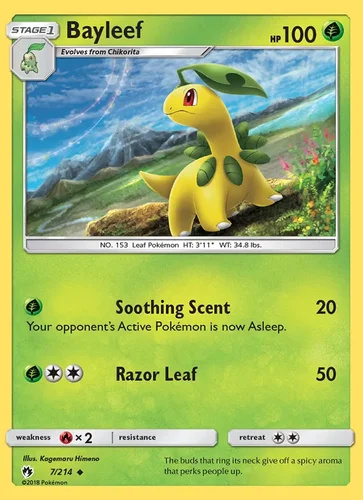 STAGE 1
Bayleef
HP 100
Evolves from Chikorita
NO. 153 Leaf Pokémon HT: 3'11" WT: 34.8 lbs.
Soothing Scent 20
Your opponent's Active Pokémon is now Asleep.
Razor Leaf 50
weakness × 2 resistance retreat
Illus. Kagemaru Himeno
7/214
©2018 Pokémon
The buds that ring its neck give off a spicy aroma
that perks people up.